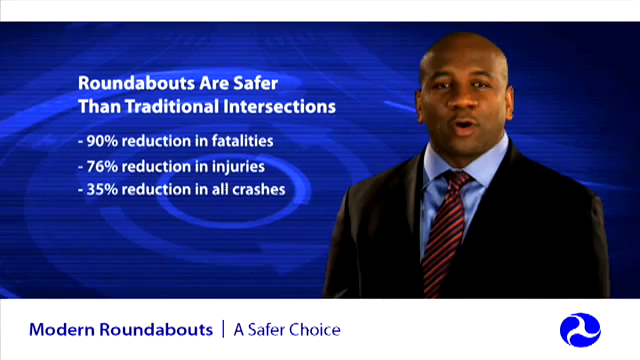 Roundabouts Are Safer
Than Traditional Intersections
- 90% reduction in fatalities
- 76% reduction in injuries
- 35% reduction in all crashes
Modern Roundabouts | A Safer Choice